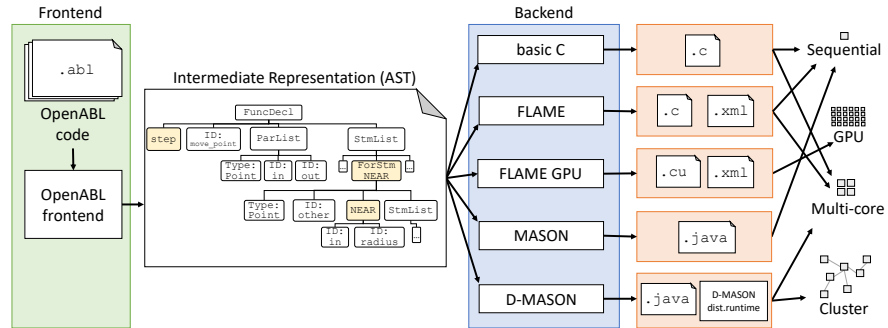 Frontend
.abl
OpenABL
code
OpenABL
frontend
Intermediate Representation (AST)
FuncDecl
step
ID:
move_point
ParList
StmList
Type:
Point
ID:
in
ID:
out
...
ForStm
NEAR
...
Type:
Point
ID:
other
NEAR
StmList
ID:
in
ID:
radius
...
Backend
basic C
FLAME
FLAME GPU
MASON
D-MASON
.c
.c
.xml
.cu
.xml
.java
.java
D-MASON
dist.runtime
Sequential
GPU
Multi-core
Cluster